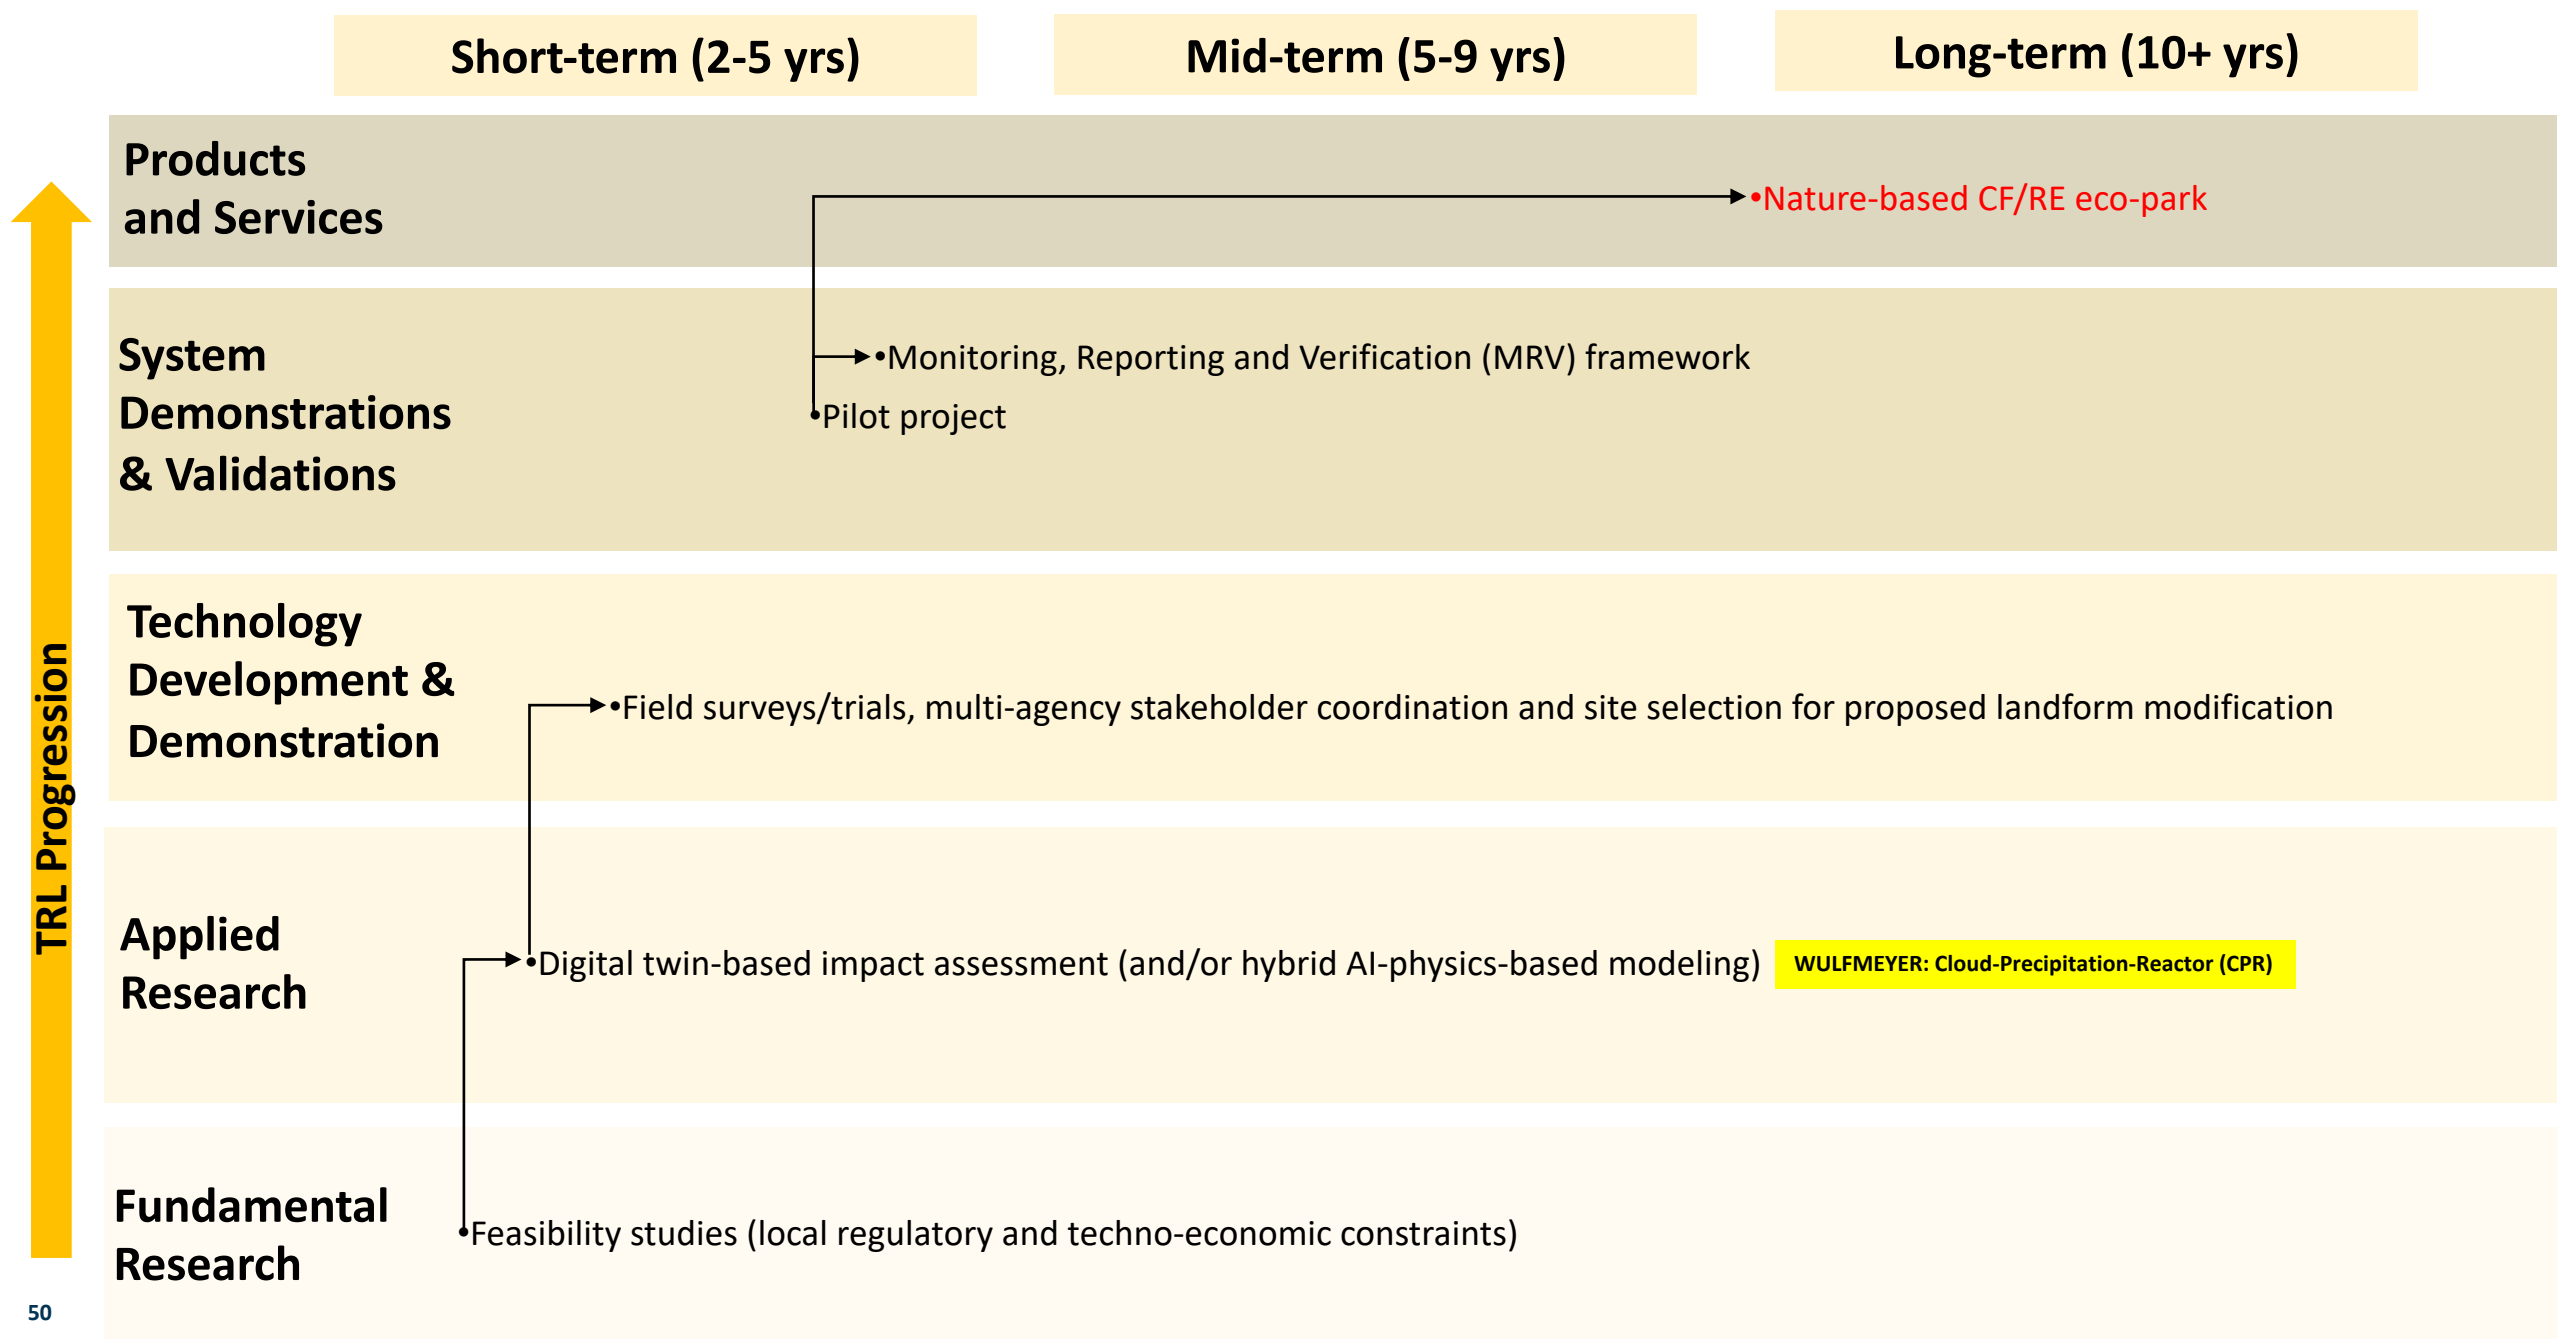 Short-term (2-5 yrs)
Mid-term (5-9 yrs)
Long-term (10+ yrs)
Products
and Services
•Nature-based CF/RE eco-park
System
Demonstrations
& Validations
•Monitoring, Reporting and Verification (MRV) framework
•Pilot project
Technology
Development &
Demonstration
•Field surveys/trials, multi-agency stakeholder coordination and site selection for proposed landform modification
Applied
Research
•Digital twin-based impact assessment (and/or hybrid AI-physics-based modeling)
WULFMEYER: Cloud-Precipitation-Reactor (CPR)
Fundamental
Research
•Feasibility studies (local regulatory and techno-economic constraints)
TRL Progression
50